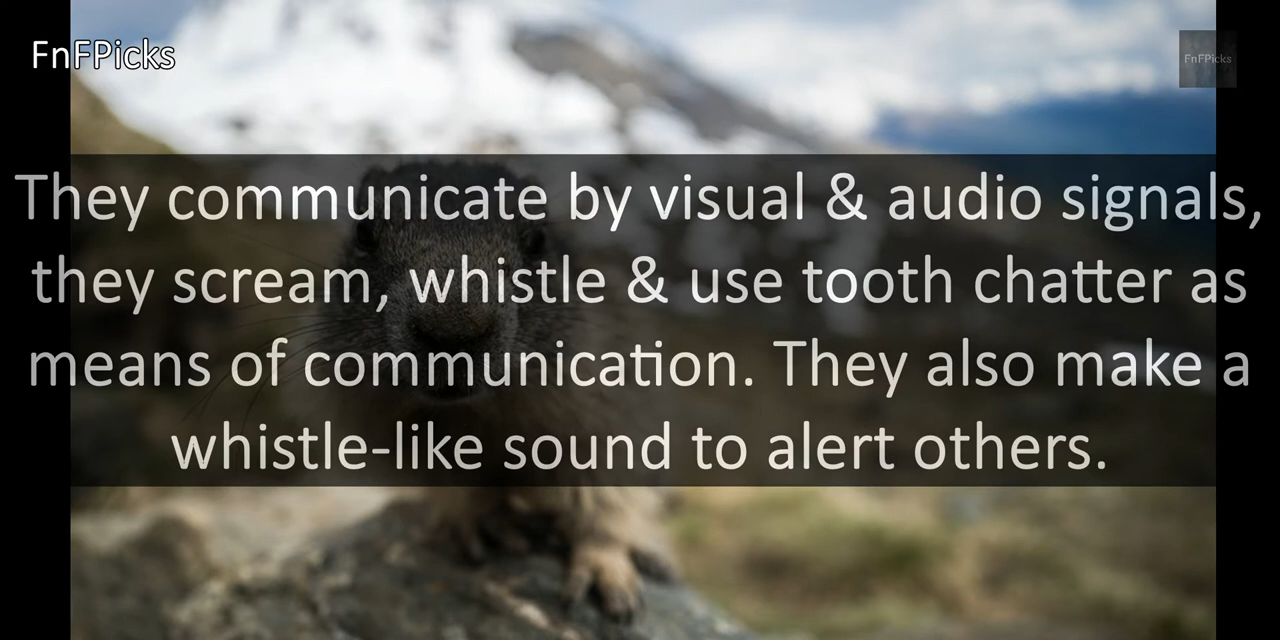 FnFPicks
FnFPicks
They communicate by visual & audio signals,
they scream, whistle & use tooth chatter as
means of communication. They also make a
whistle-like sound to alert others.